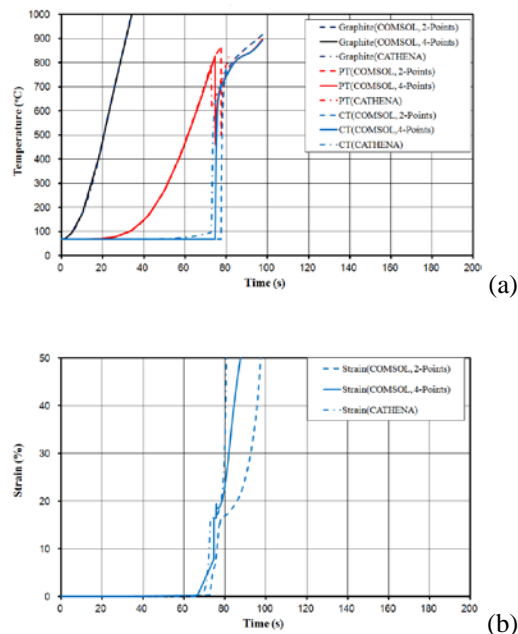 1000
900
800
700
600
500
400
300
200
100
0
Temperature (°C)
0 20 40 60 80 100 120 140 160 180 200
Time (s)
Graphite(COMSOL, 2-Points)
Graphite(COMSOL, 4-Points)
Graphite(CATHENA)
PT(COMSOL, 2-Points)
PT(COMSOL, 4-Points)
PT(CATHENA)
CT(COMSOL, 2-Points)
CT(COMSOL, 4-Points)
CT(CATHENA)
(a)
50
40
30
20
10
0
Strain (%)
0 20 40 60 80 100 120 140 160 180 200
Time (s)
Strain(COMSOL, 2-Points)
Strain(COMSOL, 4-Points)
Strain(CATHENA)
(b)